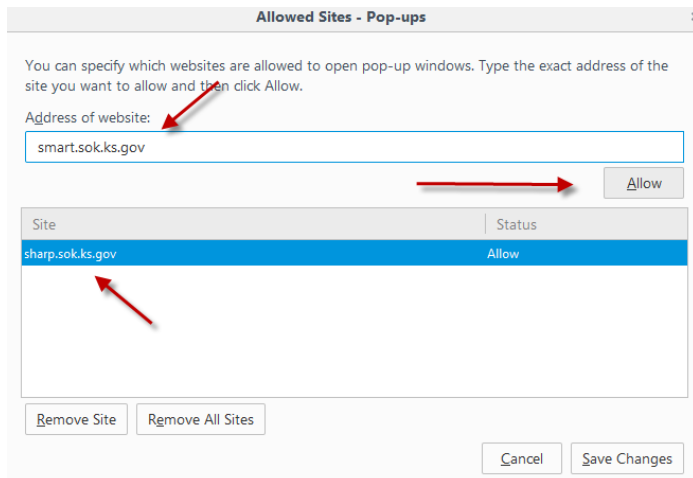 Allowed Sites - Pop-ups
You can specify which websites are allowed to open pop-up windows. Type the exact address of the
site you want to allow and then click Allow.
Address of website:
smart.sok.ks.gov
Allow
Site Status
sharp.sok.ks.gov Allow
Remove Site Remove All Sites
Cancel Save Changes